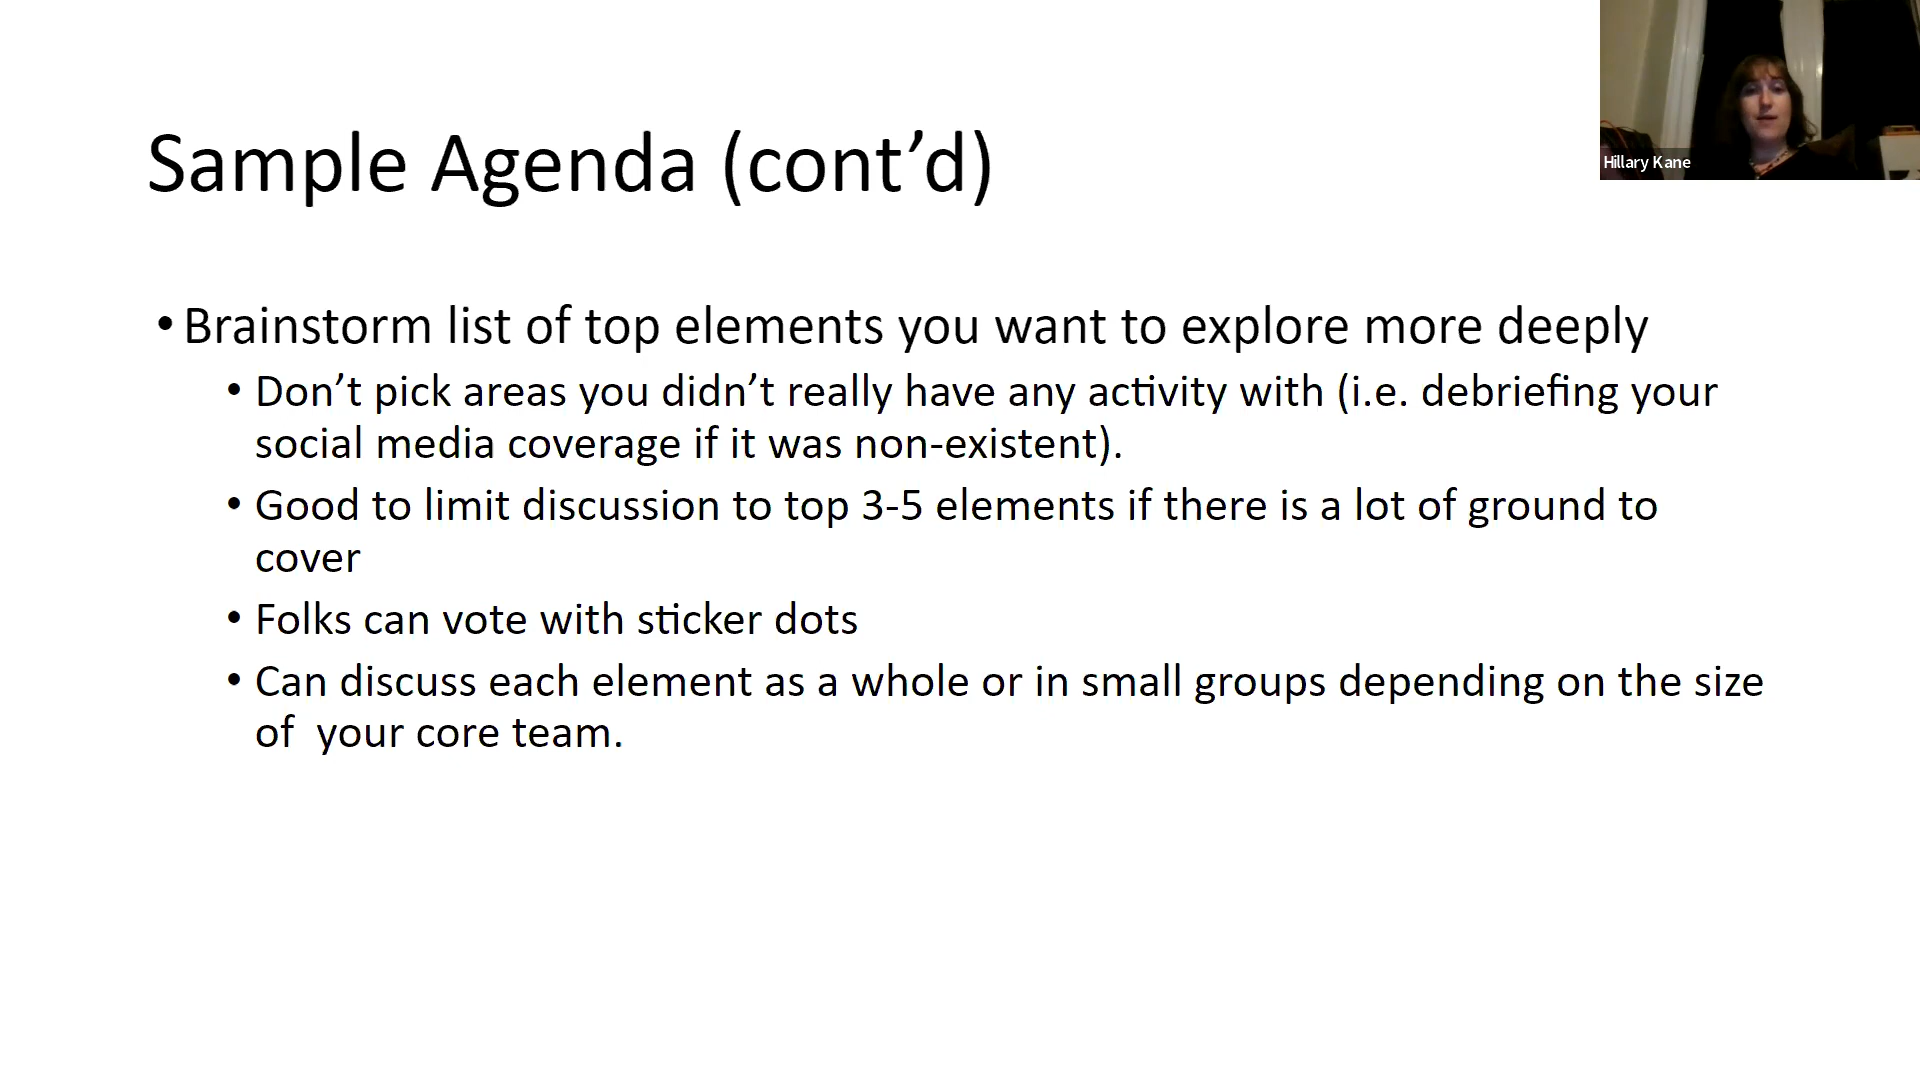 Sample Agenda (cont’d)
Hillary Kane
• Brainstorm list of top elements you want to explore more deeply
• Don’t pick areas you didn’t really have any activity with (i.e. debriefing your
social media coverage if it was non-existent).
• Good to limit discussion to top 3-5 elements if there is a lot of ground to
cover
• Folks can vote with sticker dots
• Can discuss each element as a whole or in small groups depending on the size
of  your core team.